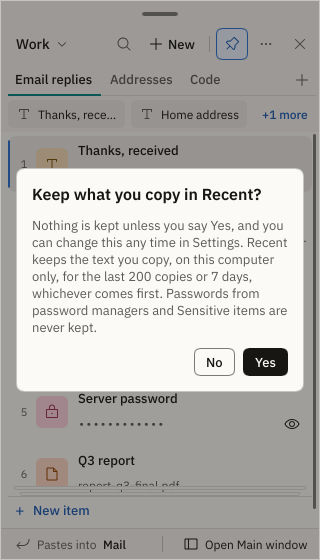 Work
New
Email replies Addresses Code
Thanks, rece... Home address +1 more
Thanks, received
1
Keep what you copy in Recent?
Nothing is kept unless you say Yes, and you
can change this any time in Settings. Recent
keeps the text you copy, on this computer
only, for the last 200 copies or 7 days,
whichever comes first. Passwords from
password managers and Sensitive items are
never kept.
No Yes
Server password
5
••••••••••••
Q3 report
6
report-q3-final.pdf
+ New item
Pastes into Mail Open Main window